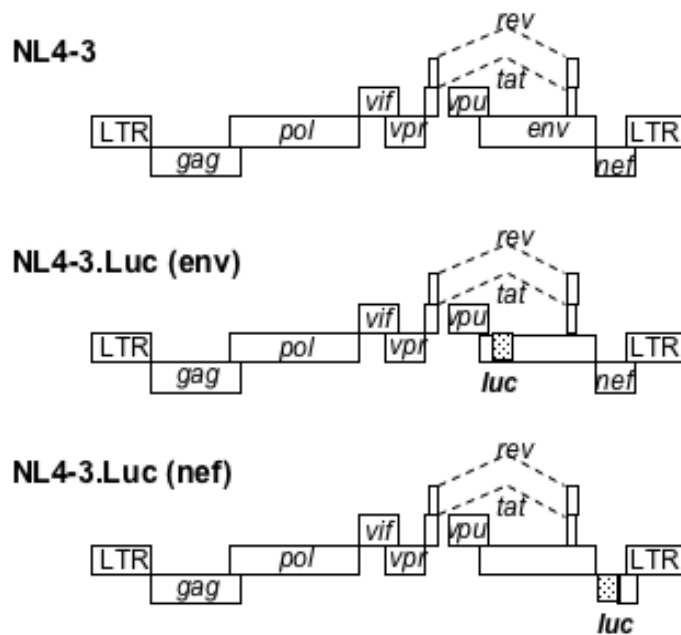 NL4-3
rev
tat
vif
vpu
LTR
pol
vpr
env
LTR
gag
nef
NL4-3.Luc (env)
rev
tat
vif
vpu
LTR
pol
vpr
LTR
gag
luc
nef
NL4-3.Luc (nef)
rev
tat
vif
vpu
LTR
pol
vpr
LTR
gag
luc